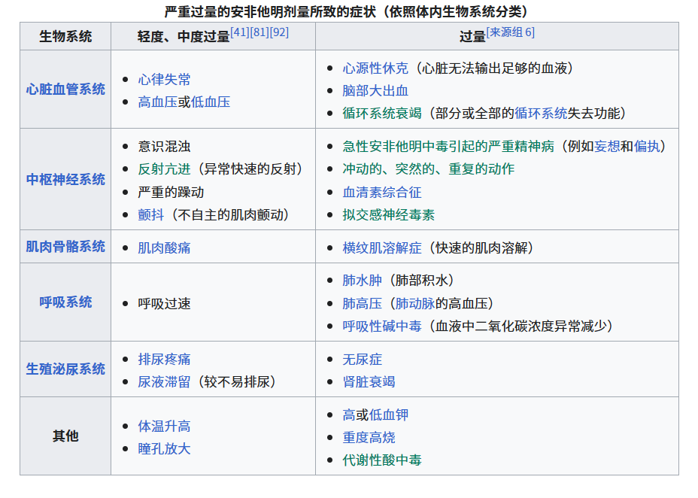 严重过量的安非他明剂量所致的症状（依照体内生物系统分类）
生物系统 轻度、中度过量[41][81][92] 过量[来源组 6]
心脏血管系统
心律失常
高血压或低血压
心源性休克（心脏无法输出足够的血液）
脑部大出血
循环系统衰竭（部分或全部的循环系统失去功能）
中枢神经系统
意识混浊
反射亢进（异常快速的反射）
严重的躁动
颤抖（不自主的肌肉颤动）
急性安非他明中毒引起的严重精神病（例如妄想和偏执）
冲动的、突然的、重复的动作
血清素综合征
拟交感神经毒素
肌肉骨骼系统
肌肉酸痛
横纹肌溶解症（快速的肌肉溶解）
呼吸系统
呼吸过速
肺水肿（肺部积水）
肺高压（肺动脉的高血压）
呼吸性碱中毒（血液中二氧化碳浓度异常减少）
生殖泌尿系统
排尿疼痛
尿液滞留（较不易排尿）
无尿症
肾脏衰竭
其他
体温升高
瞳孔放大
高或低血钾
重度高烧
代谢性酸中毒